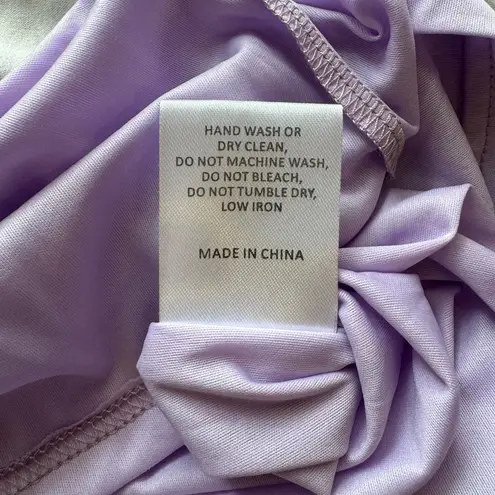 HAND WASH OR
DRY CLEAN,
DO NOT MACHINE WASH,
DO NOT BLEACH,
DO NOT TUMBLE DRY,
LOW IRON
MADE IN CHINA